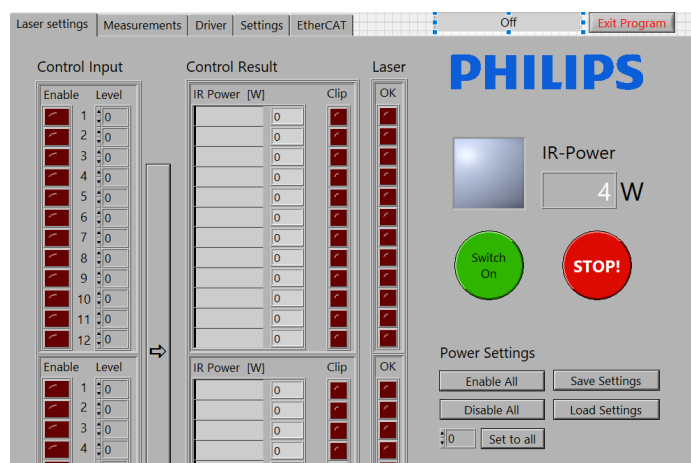 Laser settings Measurements Driver Settings EtherCAT Off Exit Program
Control Input Control Result Laser
PHILIPS
Enable Level IR Power [W] Clip OK
1 0 0
2 0 0
3 0 0
IR-Power
4 0 0
4 W
5 0 0
6 0 0
7 0 0
8 0 0
Switch
On
STOP!
9 0 0
10 0 0
11 0 0
12 0 0
Power Settings
Enable Level IR Power [W] Clip OK
Enable All Save Settings
1 0 0
2 0 0
Disable All Load Settings
3 0 0
0 Set to all
4 0 0